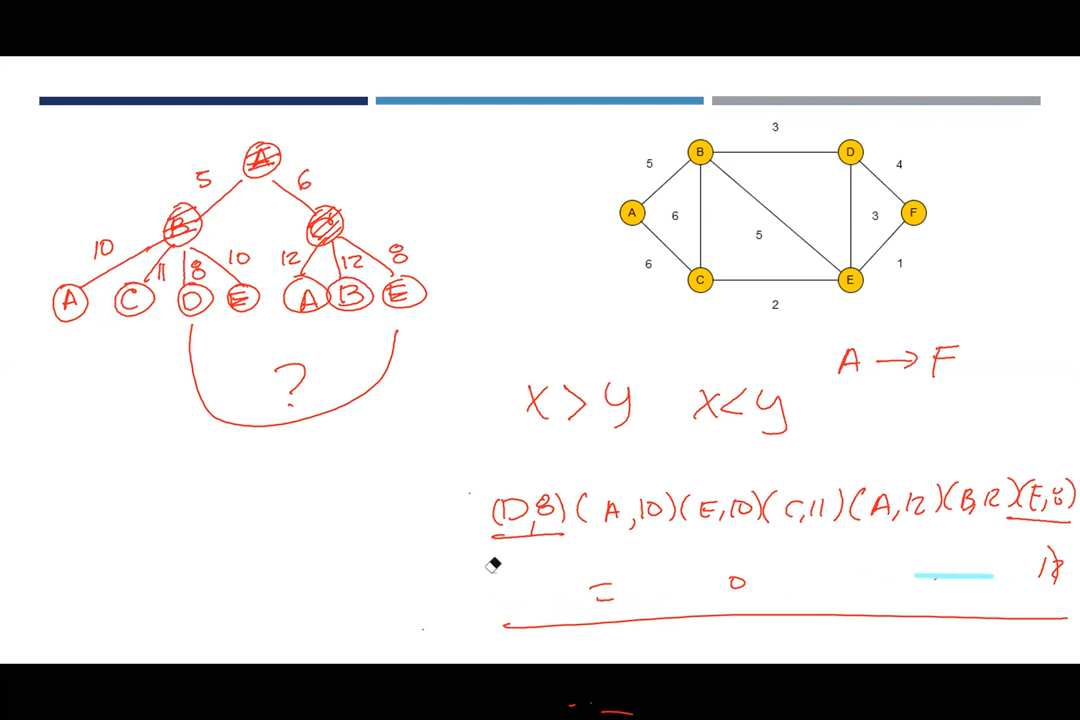 A
5 6
B C
10 11 8 10 12 12 8
A C D E A B E
?
3
B D
5 4
A 6 3 F
5
6 1
C E
2
A → F
x > y x < y
(D,8) (A,10) (E,10) (C,11) (A,12) (B,12) (E,8)
= 0